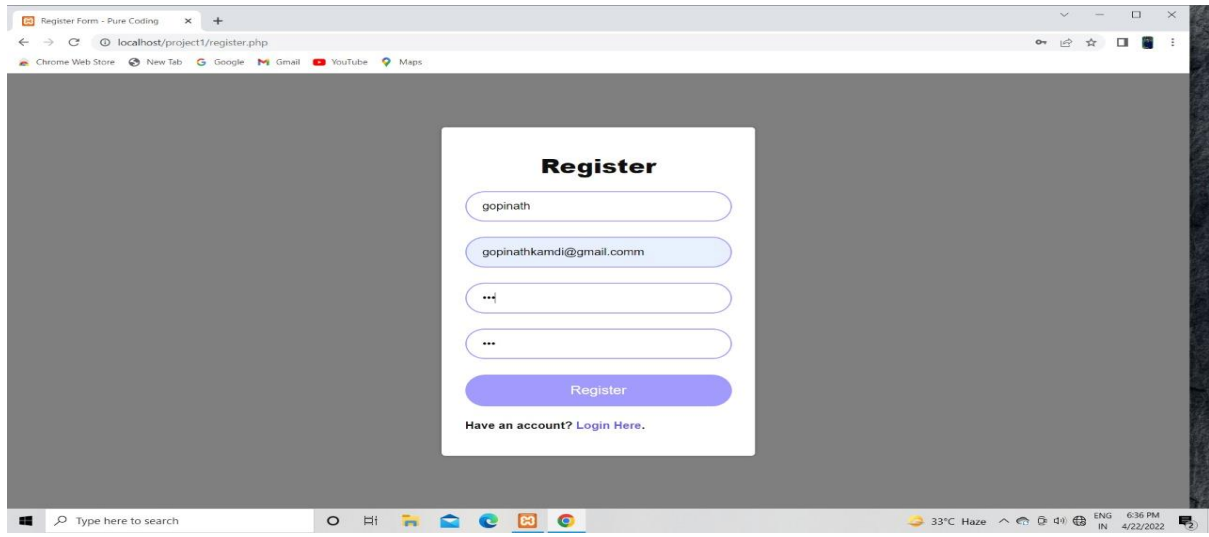 Register Form - Pure Coding
localhost/project1/register.php
Chrome Web Store New Tab Google Gmail YouTube Maps
Register
gopinath
gopinathkamdi@gmail.comm
•••
•••
Register
Have an account? Login Here.
Type here to search 33°C Haze ENG 6:36 PM
IN 4/22/2022 2